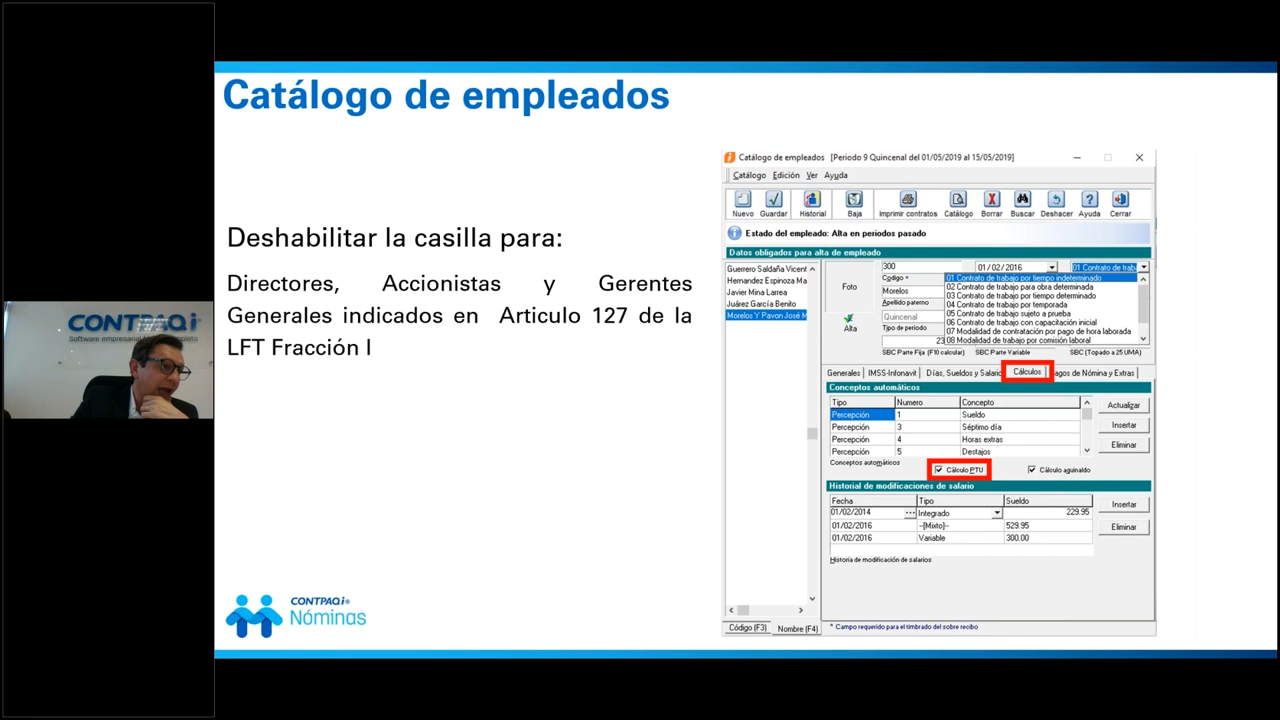 Catálogo de empleados
Deshabilitar la casilla para:
Directores, Accionistas y Gerentes
Generales indicados en Articulo 127 de la
LFT Fracción I
CONTPAQi
Software empresarial
CONTPAQi®
Nóminas
Catálogo de empleados [Periodo 9 Quincenal del 01/05/2019 al 15/05/2019]
Catálogo Edición Ver Ayuda
Nuevo Guardar Historial Baja Imprimir contratos Catálogo Borrar Buscar Deshacer Ayuda Cerrar
Estado del empleado: Alta en periodos pasado
Datos obligados para alta de empleado
Guerrero Saldaña Vicent
Hernandez Espinoza Ma
Javier Mina Larrea
Juárez García Benito
Morelos Y Pavon José M
Foto
Alta
300 01/02/2016 01 Contrato de trab
Código *
Morelos
Apellido paterno
Quincenal
Tipo de periodo
23
01 Contrato de trabajo por tiempo indeterminado
02 Contrato de trabajo para obra determinada
03 Contrato de trabajo por tiempo determinado
04 Contrato de trabajo por temporada
05 Contrato de trabajo sujeto a prueba
06 Contrato de trabajo con capacitación inicial
07 Modalidad de contratación por pago de hora laborada
08 Modalidad de trabajo por comisión laboral
SBC Parte Fija (F10 calcular) SBC Parte Variable SBC (Topado a 25 UMA)
Generales IMSS-Infonavit Días, Sueldos y Salario Cálculos agos de Nómina y Extras
Conceptos automáticos
Tipo Numero Concepto
Percepción 1 Sueldo
Percepción 3 Séptimo día
Percepción 4 Horas extras
Percepción 5 Destajos
Actualizar
Insertar
Eliminar
Conceptos automáticos
Cálculo PTU
Cálculo aguinaldo
Historial de modificaciones de salario
Fecha Tipo Sueldo
01/02/2014 ... Integrado 229.95
01/02/2016 --[Mixto]-- 529.95
01/02/2016 Variable 300.00
Insertar
Eliminar
Historia de modificación de salarios
Código (F3) Nombre (F4)
* Campo requerido para el timbrado del sobre recibo